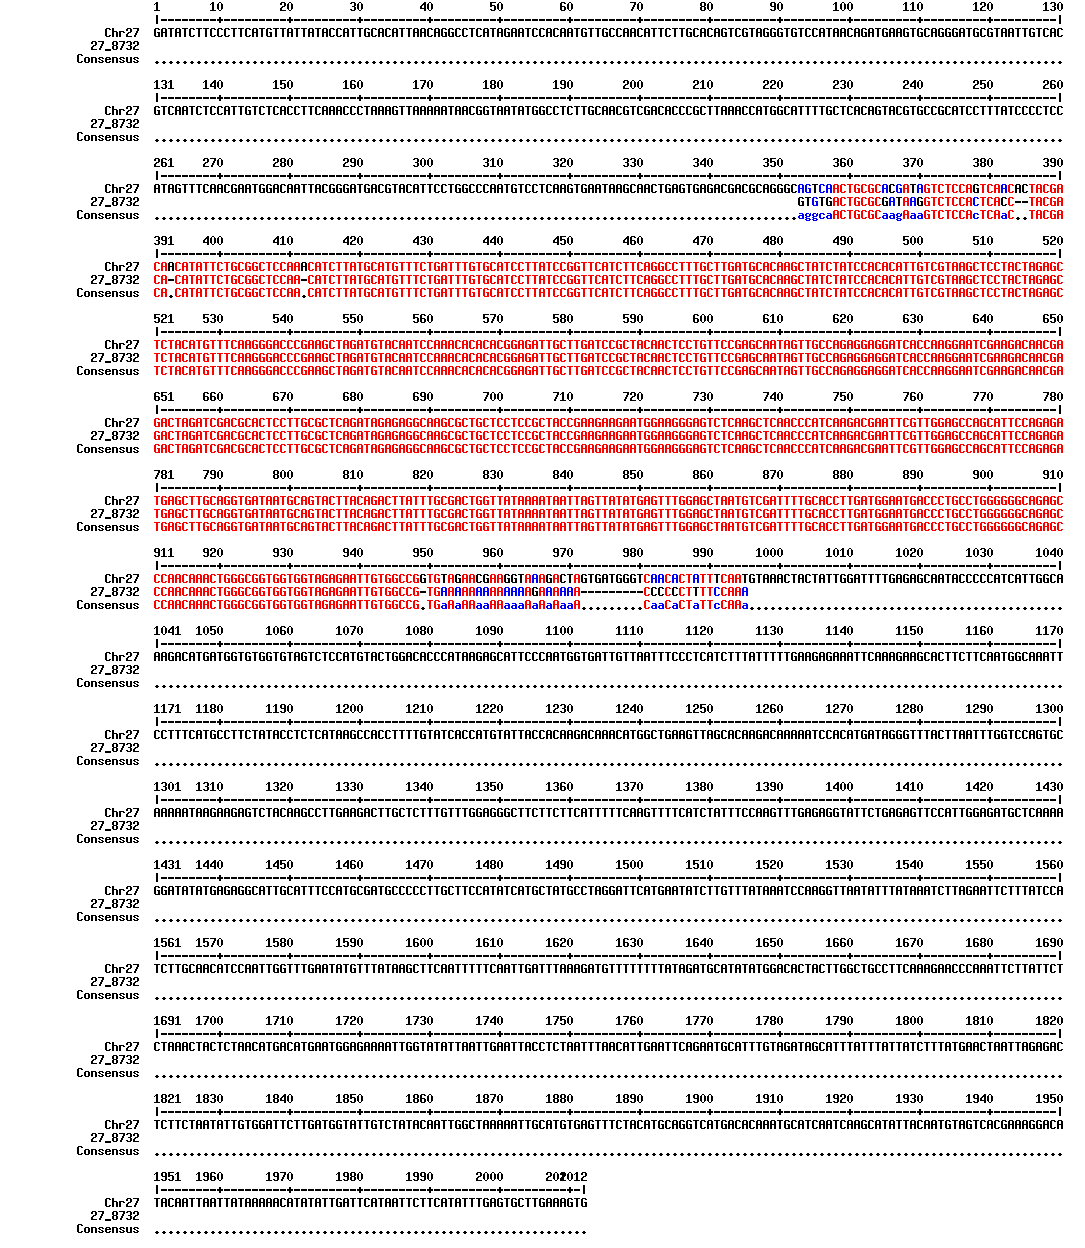 1 10 20 30 40 50 60 70 80 90 100 110 120 130
Chr27 GATATCTTCCCTTCATGTTATTATACCATTGCACATTAACAGGCCTCATAGAATCCACAATGTTGCCAACATTCTTGCACAGTCGTAGGGTGTCCATAACAGATGAAGTGCAGGGATGCGTAATTGTCAC
27_8732
Consensus
131 140 150 160 170 180 190 200 210 220 230 240 250 260
Chr27 GTCAATCTCCATTGTCTCACCTTCAAACCCTAAAGTTAAAAATAACGGTAATATGGCCTCTTGCAACGTCGACACCCGCTTAAACCATGGCATTTTGCTCACAGTACGTGCCGCATCCTTTATCCCCTCC
27_8732
Consensus
261 270 280 290 300 310 320 330 340 350 360 370 380 390
Chr27 ATAGTTTCAACGAATGGACAATTACGGGATGACGTACATTCCTGGCCCAATGTCCTCAAGTGAATAAGCAACTGAGTGAGACGACGCAGGGCAGTCAACTGCGCACGATAGTCTCCAGTCAACACTACGA
27_8732 GTGTGACTGCGCGATAAGGTCTCCACTCACC--TACGA
Consensus aggcaACTGCGCaagAaaGTCTCCAcTCAaC..TACGA
391 400 410 420 430 440 450 460 470 480 490 500 510 520
Chr27 CAACATATTCTGCGGCTCCAAACATCTTATGCATGTTTCTGATTTGTGCATCCTTATCCGGTTCATCTTCAGGCCTTTGCTTGATGCACAAGCTATCTATCCACACATTGTCGTAAGCTCCTACTAGAGC
27_8732 CA-CATATTCTGCGGCTCCAA-CATCTTATGCATGTTTCTGATTTGTGCATCCTTATCCGGTTCATCTTCAGGCCTTTGCTTGATGCACAAGCTATCTATCCACACATTGTCGTAAGCTCCTACTAGAGC
Consensus CA.CATATTCTGCGGCTCCAA.CATCTTATGCATGTTTCTGATTTGTGCATCCTTATCCGGTTCATCTTCAGGCCTTTGCTTGATGCACAAGCTATCTATCCACACATTGTCGTAAGCTCCTACTAGAGC
521 530 540 550 560 570 580 590 600 610 620 630 640 650
Chr27 TCTACATGTTTCAAGGGACCCGAAGCTAGATGTACAATCCAAACACACACGGAGATTGCTTGATCCGCTACAACTCCTGTTCCGAGCAATAGTTGCCAGAGGAGGATCACCAAGGAATCGAAGACAACGA
27_8732 TCTACATGTTTCAAGGGACCCGAAGCTAGATGTACAATCCAAACACACACGGAGATTGCTTGATCCGCTACAACTCCTGTTCCGAGCAATAGTTGCCAGAGGAGGATCACCAAGGAATCGAAGACAACGA
Consensus TCTACATGTTTCAAGGGACCCGAAGCTAGATGTACAATCCAAACACACACGGAGATTGCTTGATCCGCTACAACTCCTGTTCCGAGCAATAGTTGCCAGAGGAGGATCACCAAGGAATCGAAGACAACGA
651 660 670 680 690 700 710 720 730 740 750 760 770 780
Chr27 GACTAGATCGACGCACTCCTTGCGCTCAGATAGAGAGGCAAGCGCTGCTCCTCCGCTACCGAAGAAGAATGGAAGGGAGTCTCAAGCTCAACCCATCAAGACGAATTCGTTGGAGCCAGCATTCCAGAGA
27_8732 GACTAGATCGACGCACTCCTTGCGCTCAGATAGAGAGGCAAGCGCTGCTCCTCCGCTACCGAAGAAGAATGGAAGGGAGTCTCAAGCTCAACCCATCAAGACGAATTCGTTGGAGCCAGCATTCCAGAGA
Consensus GACTAGATCGACGCACTCCTTGCGCTCAGATAGAGAGGCAAGCGCTGCTCCTCCGCTACCGAAGAAGAATGGAAGGGAGTCTCAAGCTCAACCCATCAAGACGAATTCGTTGGAGCCAGCATTCCAGAGA
781 790 800 810 820 830 840 850 860 870 880 890 900 910
Chr27 TGAGCTTGCAGGTGATAATGCAGTACTTACAGACTTATTTGCGACTGGTTATAAAATAATTAGTTATATGAGTTTGGAGCTAATGTCGATTTTGCACCTTGATGGAATGACCCTGCCTGGGGGGCAGAGC
27_8732 TGAGCTTGCAGGTGATAATGCAGTACTTACAGACTTATTTGCGACTGGTTATAAAATAATTAGTTATATGAGTTTGGAGCTAATGTCGATTTTGCACCTTGATGGAATGACCCTGCCTGGGGGGCAGAGC
Consensus TGAGCTTGCAGGTGATAATGCAGTACTTACAGACTTATTTGCGACTGGTTATAAAATAATTAGTTATATGAGTTTGGAGCTAATGTCGATTTTGCACCTTGATGGAATGACCCTGCCTGGGGGGCAGAGC
911 920 930 940 950 960 970 980 990 1000 1010 1020 1030 1040
Chr27 CCAACAAACTGGGCGGTGGTGGTAGAGAATTGTGGCCGGTGTAGAACGAAGGTAAAGACTAGTGATGGGTCAACACTATTTCAATGTAAACTACTATTGGATTTTGAGAGCAATACCCCCATCATTGGCA
27_8732 CCAACAAACTGGGCGGTGGTGGTAGAGAATTGTGGCCG-TGAAAAAAAAAAAAAGAAAAAA---------CCCCCCTTTTCCAAA
Consensus CCAACAAACTGGGCGGTGGTGGTAGAGAATTGTGGCCG.TGaAaAAaaAAaaaAaAaAaaA.........CaaCaCTaTTcCAAa
1041 1050 1060 1070 1080 1090 1100 1110 1120 1130 1140 1150 1160 1170
Chr27 AAGACATGATGGTGTGGTGTAGTCTCCATGTACTGGACACCCATAAGAGCATTCCCAATGGTGATTGTTAATTTCCCTCATCTTTATTTTTGAAGAGAAATTCAAAGAAGCACTTCTTCAATGGCAAATT
27_8732
Consensus
1171 1180 1190 1200 1210 1220 1230 1240 1250 1260 1270 1280 1290 1300
Chr27 CCTTTCATGCCTTCTATACCTCTCATAAGCCACCTTTTGTATCACCATGTATTACCACAAGACAAACATGGCTGAAGTTAGCACAAGACAAAAATCCACATGATAGGGTTTACTTAATTTGGTCCAGTGC
27_8732
Consensus
1301 1310 1320 1330 1340 1350 1360 1370 1380 1390 1400 1410 1420 1430
Chr27 AAAAATAAGAAGAGTCTACAAGCCTTGAAGACTTGCTCTTTGTTTGGAGGGCTTCTTCTTCATTTTTCAAGTTTTCATCTATTTCCAAGTTTGAGAGGTATTCTGAGAGTTCCATTGGAGATGCTCAAAA
27_8732
Consensus
1431 1440 1450 1460 1470 1480 1490 1500 1510 1520 1530 1540 1550 1560
Chr27 GGATATATGAGAGGCATTGCATTTCCATGCGATGCCCCCTTGCTTCCATATCATGCTATGCCTAGGATTCATGAATATCTTGTTTATAAATCCAAGGTTAATATTTATAAATCTTAGAATTCTTTATCCA
27_8732
Consensus
1561 1570 1580 1590 1600 1610 1620 1630 1640 1650 1660 1670 1680 1690
Chr27 TCTTGCAACATCCAATTGGTTTGAATATGTTTATAAGCTTCAATTTTTCAATTGATTTAAAGATGTTTTTTTTATAGATGCATATATGGACACTACTTGGCTGCCTTCAAAGAACCCAAATTCTTATTCT
27_8732
Consensus
1691 1700 1710 1720 1730 1740 1750 1760 1770 1780 1790 1800 1810 1820
Chr27 CTAAACTACTCTAACATGACATGAATGGAGAAAATTGGTATATTAATTGAATTACCTCTAATTTAACATTGAATTCAGAATGCATTTGTAGATAGCATTTATTTATTATCTTTATGAACTAATTAGAGAC
27_8732
Consensus
1821 1830 1840 1850 1860 1870 1880 1890 1900 1910 1920 1930 1940 1950
Chr27 TCTTCTAATATTGTGGATTCTTGATGGTATTGTCTATACAATTGGCTAAAAATTGCATGTGAGTTTCTACATGCAGGTCATGACACAAATGCATCAATCAAGCATATTACAATGTAGTCACGAAAGGACA
27_8732
Consensus
1951 1960 1970 1980 1990 2000 2012
Chr27 TACAATTAATTATAAAAACATATATTGATTCATAATTCTTCATATTTGAGTGCTTGAAAGTG
27_8732
Consensus